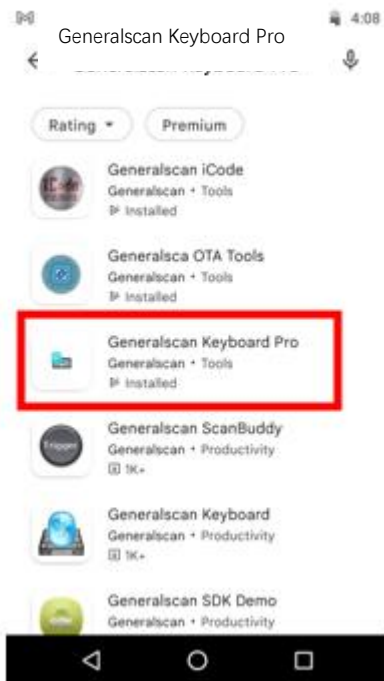 4:08
Generalscan Keyboard Pro
Rating
Premium
Generalscan iCode
Generalscan • Tools
Installed
Generalsca OTA Tools
Generalscan • Tools
Installed
Generalscan Keyboard Pro
Generalscan • Tools
Installed
Generalscan ScanBuddy
Generalscan • Productivity
1K+
Generalscan Keyboard
Generalscan • Productivity
1K+
Generalscan SDK Demo
Generalscan • Productivity